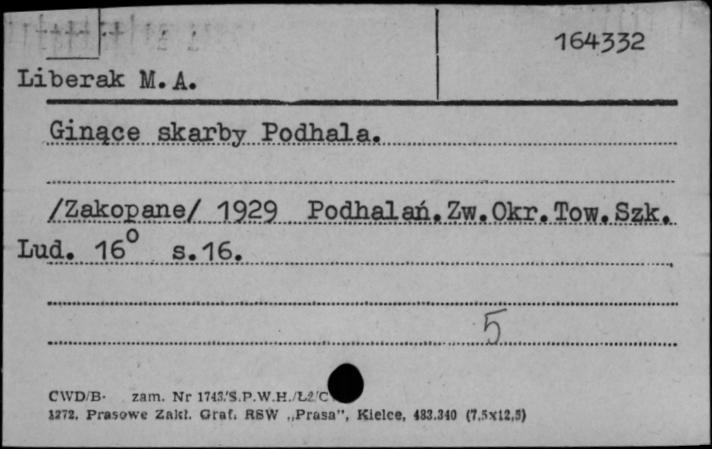 164332
Liberak M.A.
Ginące skarby Podhala.
/Zakopane/ 1929 Podhalań.Zw.Okr.Tow.Szk.
Lud. 16° s.16.
5
CWD/B- zam. Nr 1743/S.P.W.H./Ł2/C
1272. Prasowe Zakł. Graf. RSW „Prasa”, Kielce, 483.340 (7,5x12,5)